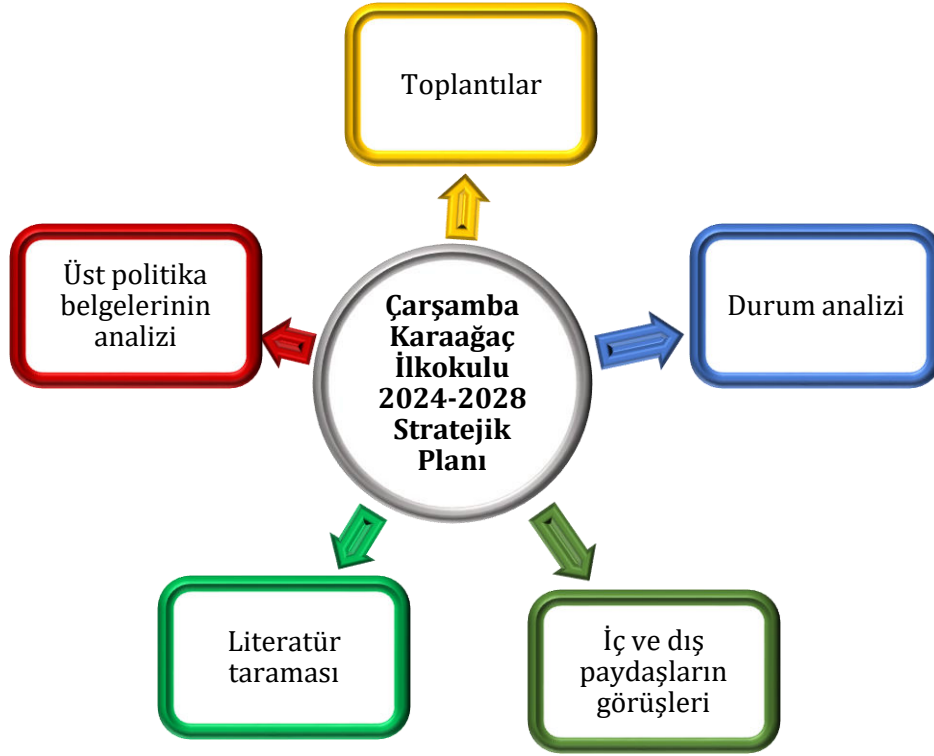 Toplantılar
Üst politika
belgelerinin
analizi
Çarşamba
Karaağaç
İlkokulu
2024-2028
Stratejik
Planı
Durum analizi
Literatür
taraması
İç ve dış
paydaşların
görüşleri